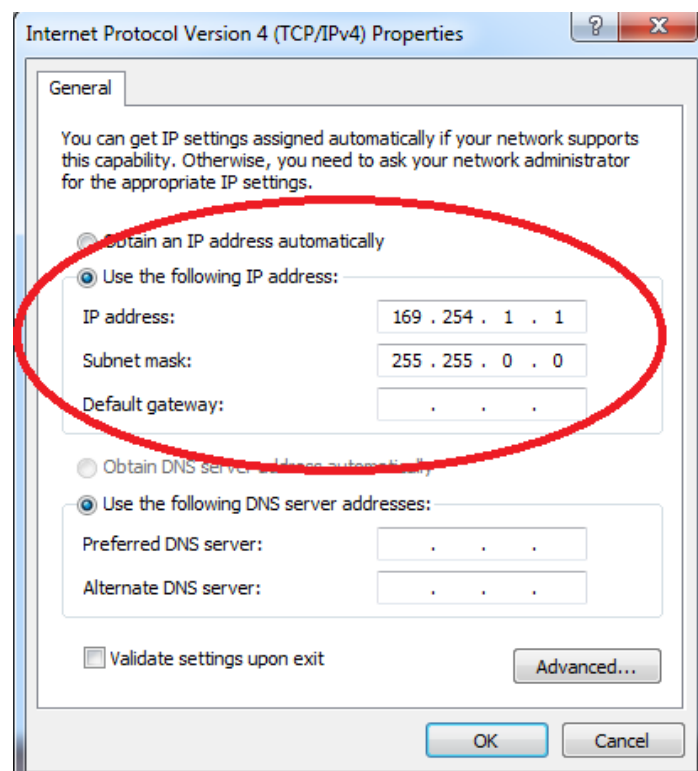 Internet Protocol Version 4 (TCP/IPv4) Properties
General
You can get IP settings assigned automatically if your network supports
this capability. Otherwise, you need to ask your network administrator
for the appropriate IP settings.
Obtain an IP address automatically
Use the following IP address:
IP address: 169 . 254 . 1 . 1
Subnet mask: 255 . 255 . 0 . 0
Default gateway: . . .
Obtain DNS server address automatically
Use the following DNS server addresses:
Preferred DNS server: . . .
Alternate DNS server: . . .
Validate settings upon exit
Advanced...
OK Cancel